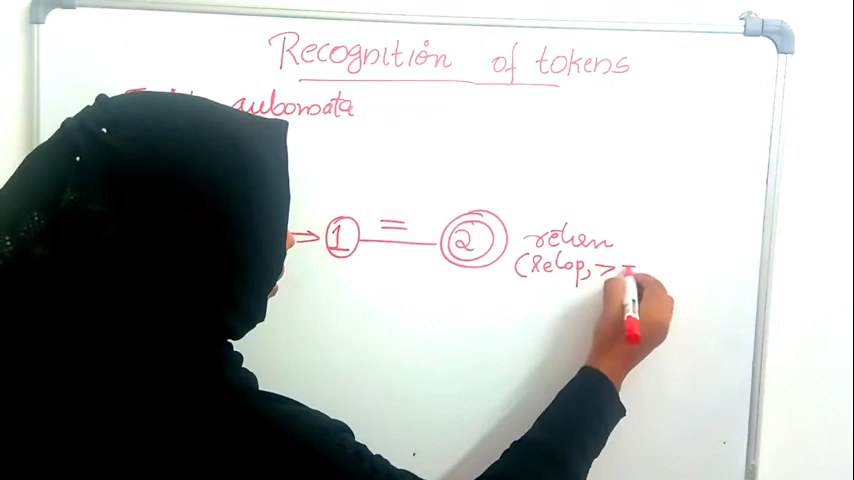 Recognition of tokens
automata
1 = 2
return
(relop, >=